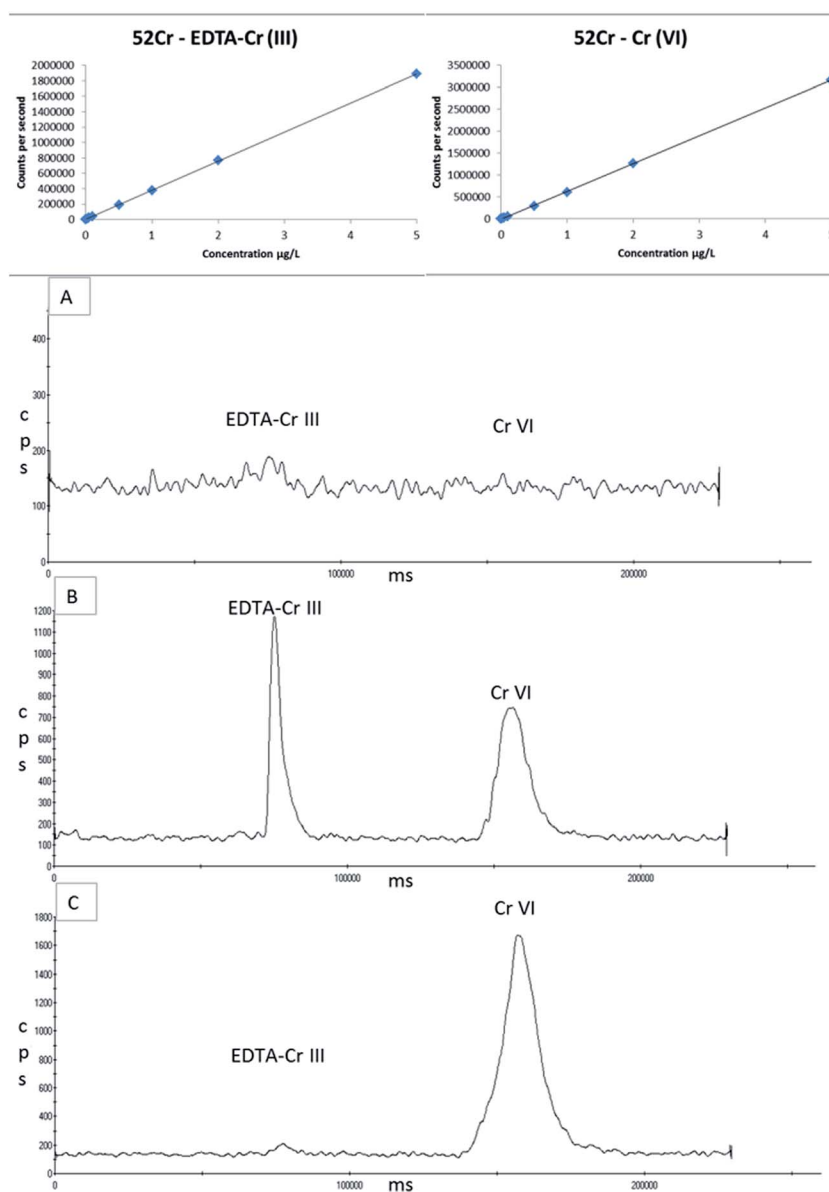 52Cr - EDTA-Cr (III)
Counts per second
2000000
1800000
1600000
1400000
1200000
1000000
800000
600000
400000
200000
0
0 1 2 3 4 5
Concentration µg/L
52Cr - Cr (VI)
Counts per second
3500000
3000000
2500000
2000000
1500000
1000000
500000
0
0 1 2 3 4
Concentration µg/L
A
400
300
200
100
0
c
p
s
EDTA-Cr III
Cr VI
0 100000 200000
ms
B
1200
1100
1000
900
800
700
600
500
400
300
200
100
0
c
p
s
EDTA-Cr III
Cr VI
0 100000 200000
ms
C
1800
1600
1400
1200
1000
800
600
400
200
0
c
p
s
Cr VI
EDTA-Cr III
0 100000 200000
ms